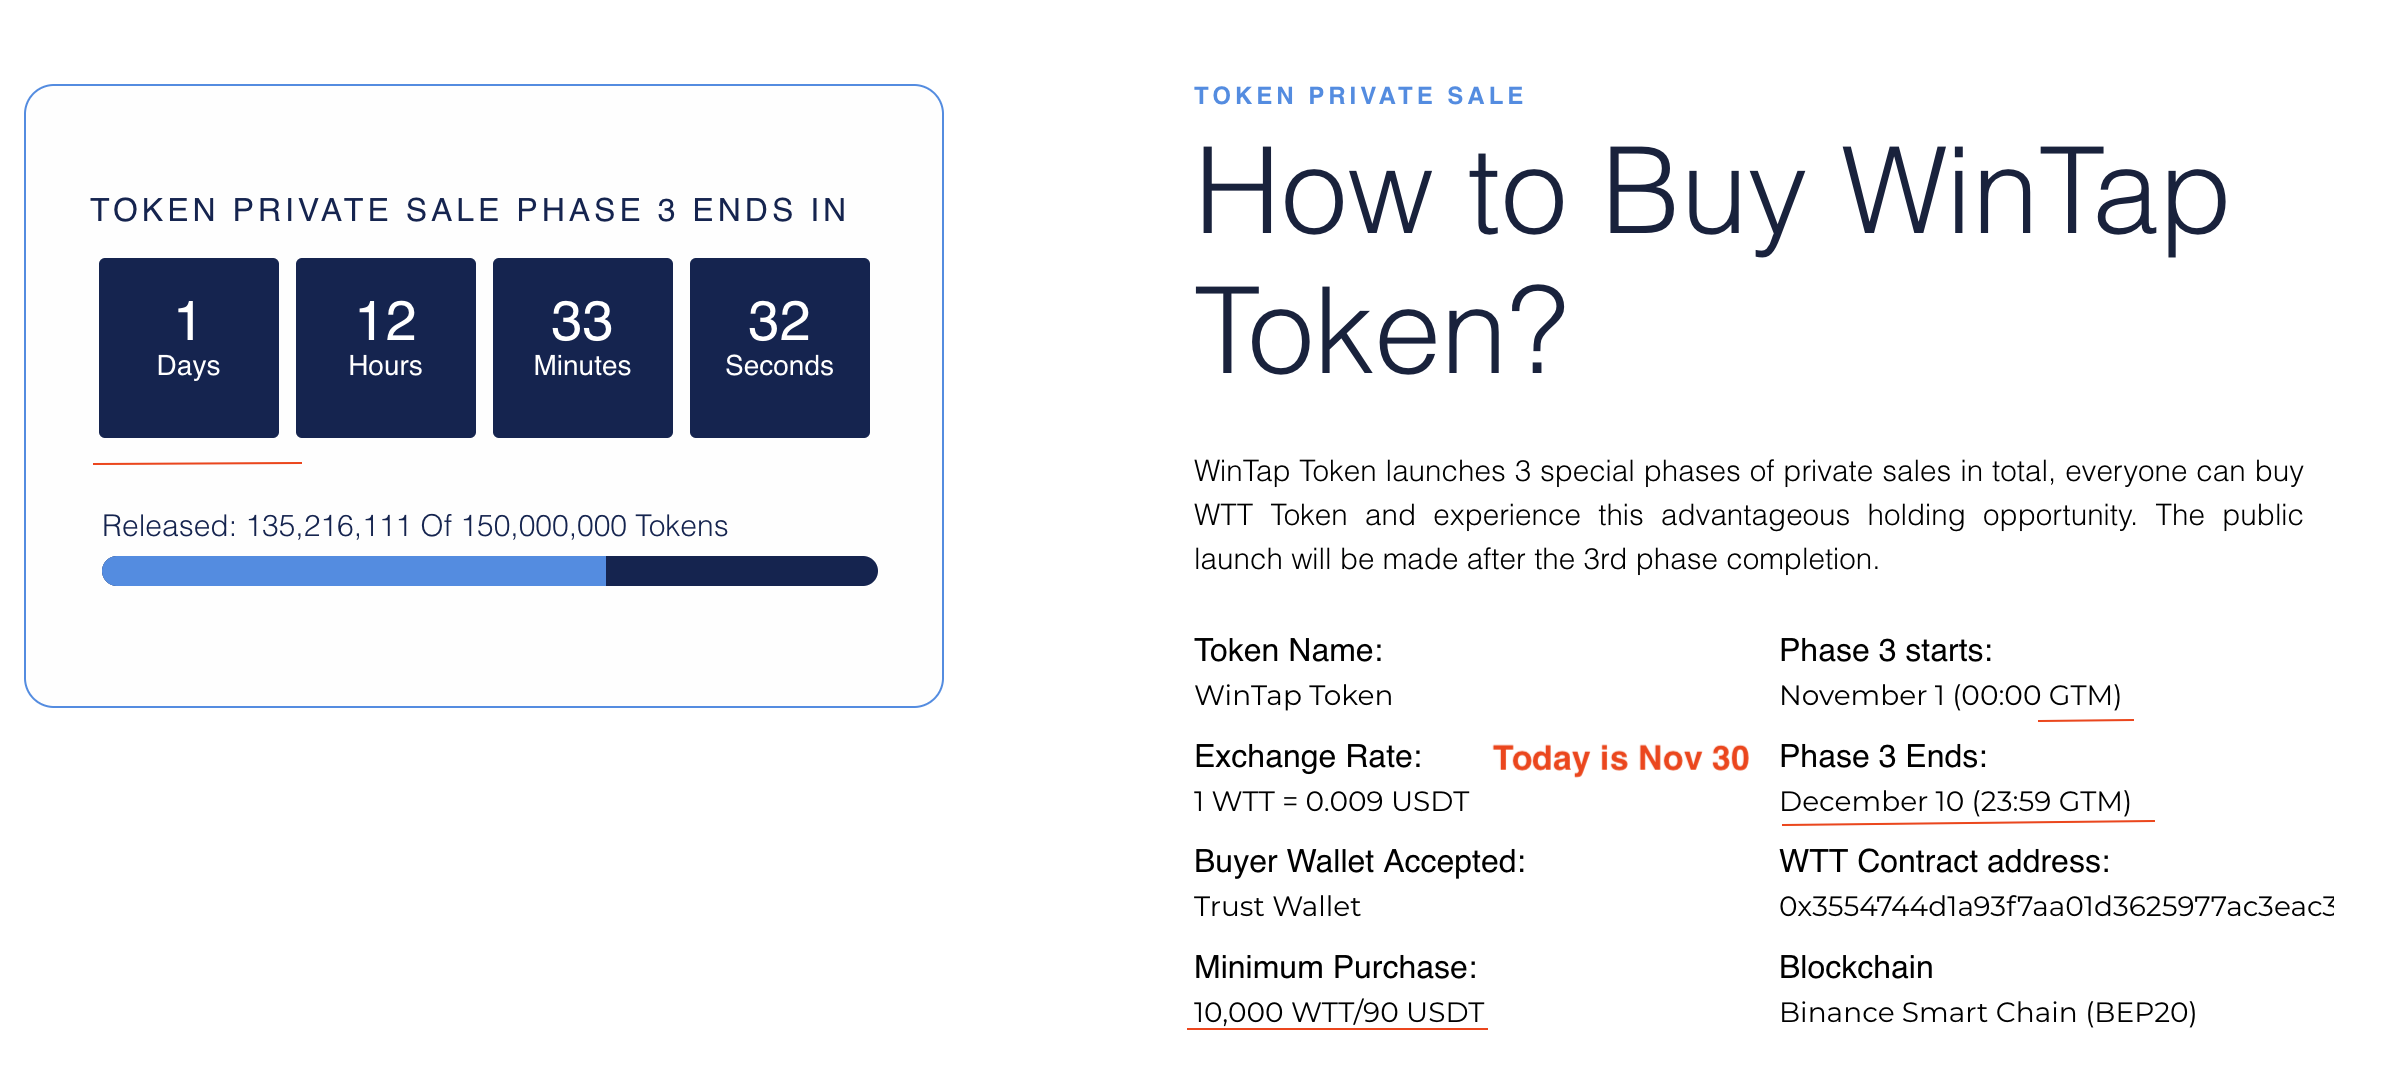 TOKEN PRIVATE SALE PHASE 3 ENDS IN
1
Days
12
Hours
33
Minutes
32
Seconds
Released: 135,216,111 Of 150,000,000 Tokens
TOKEN PRIVATE SALE
How to Buy WinTap
Token?
WinTap Token launches 3 special phases of private sales in total, everyone can buy
WTT Token and experience this advantageous holding opportunity. The public
launch will be made after the 3rd phase completion.
Token Name:
WinTap Token
Exchange Rate:
1 WTT = 0.009 USDT
Buyer Wallet Accepted:
Trust Wallet
Minimum Purchase:
10,000 WTT/90 USDT
Today is Nov 30
Phase 3 starts:
November 1 (00:00 GTM)
Phase 3 Ends:
December 10 (23:59 GTM)
WTT Contract address:
0x3554744d1a93f7aa01d3625977ac3eac3
Blockchain
Binance Smart Chain (BEP20)